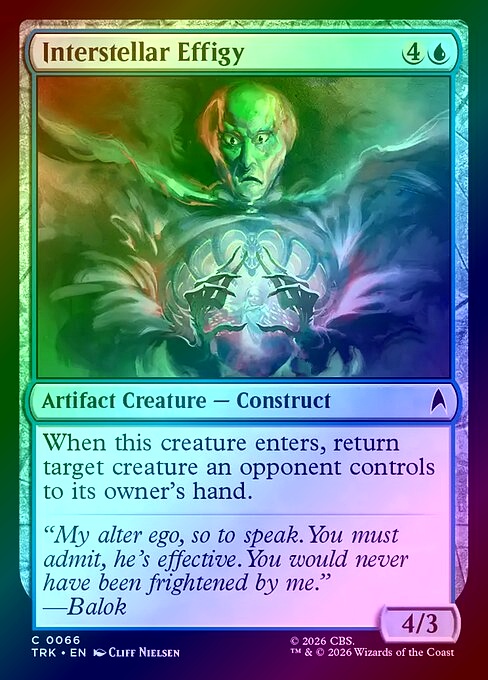 Interstellar Effigy 4
Artifact Creature — Construct
When this creature enters, return
target creature an opponent controls
to its owner's hand.
“My alter ego, so to speak. You must
admit, he's effective. You would never
have been frightened by me.”
—Balok
4/3
C 0066
TRK • EN Cliff Nielsen
© 2026 CBS.
™ & © 2026 Wizards of the Coast